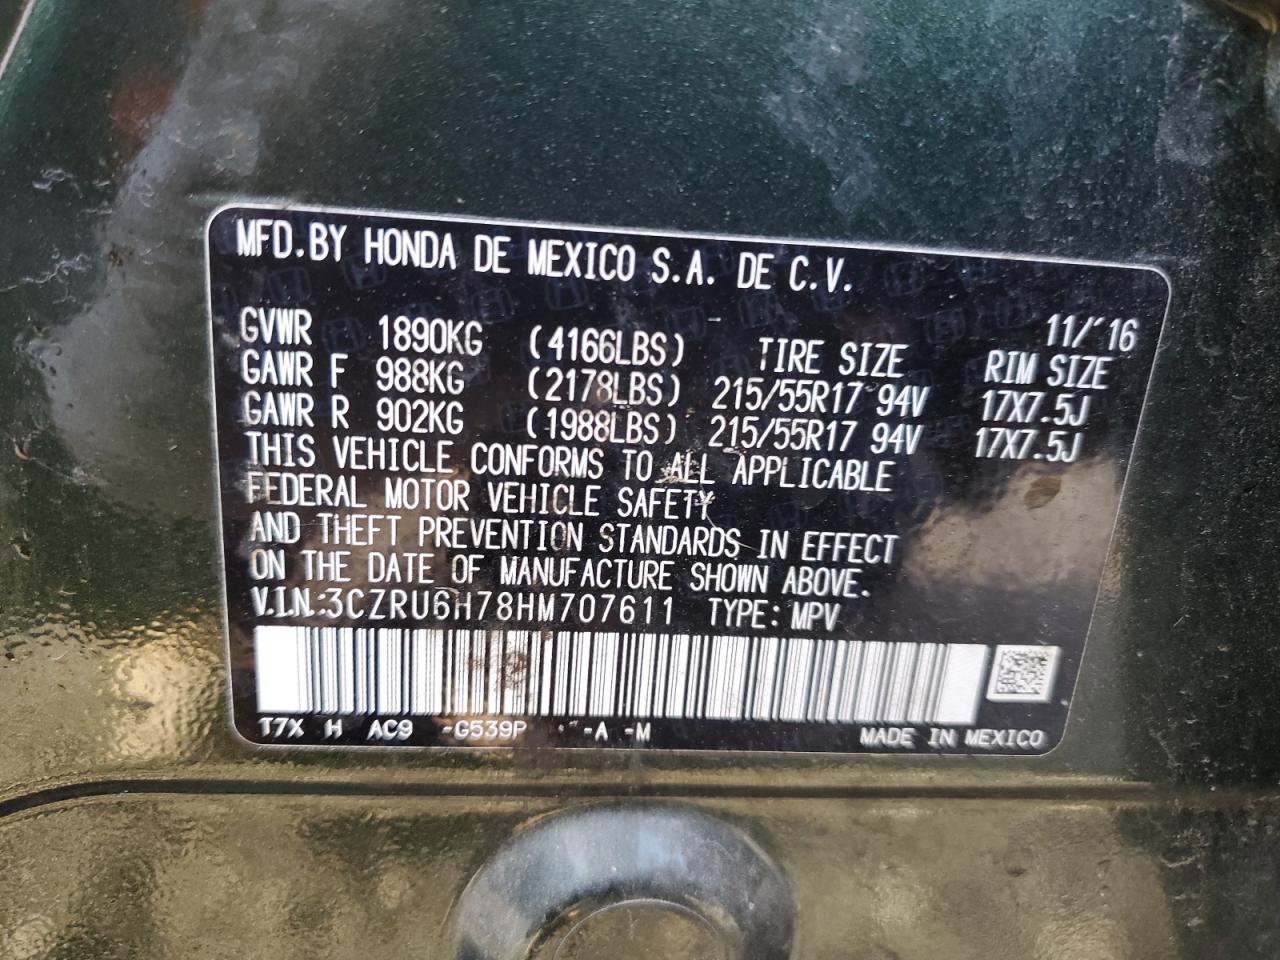 MFD.BY HONDA DE MEXICO S.A. DE C.V.
11/'16
GVWR 1890KG (4166LBS) TIRE SIZE RIM SIZE
GAWR F 988KG (2178LBS) 215/55R17 94V 17X7.5J
GAWR R 902KG (1988LBS) 215/55R17 94V 17X7.5J
THIS VEHICLE CONFORMS TO ALL APPLICABLE
FEDERAL MOTOR VEHICLE SAFETY
AND THEFT PREVENTION STANDARDS IN EFFECT
ON THE DATE OF MANUFACTURE SHOWN ABOVE.
V.I.N.:3CZRU6H78HM707611 TYPE: MPV
T7X H AC9 -G539P - -A -M MADE IN MEXICO